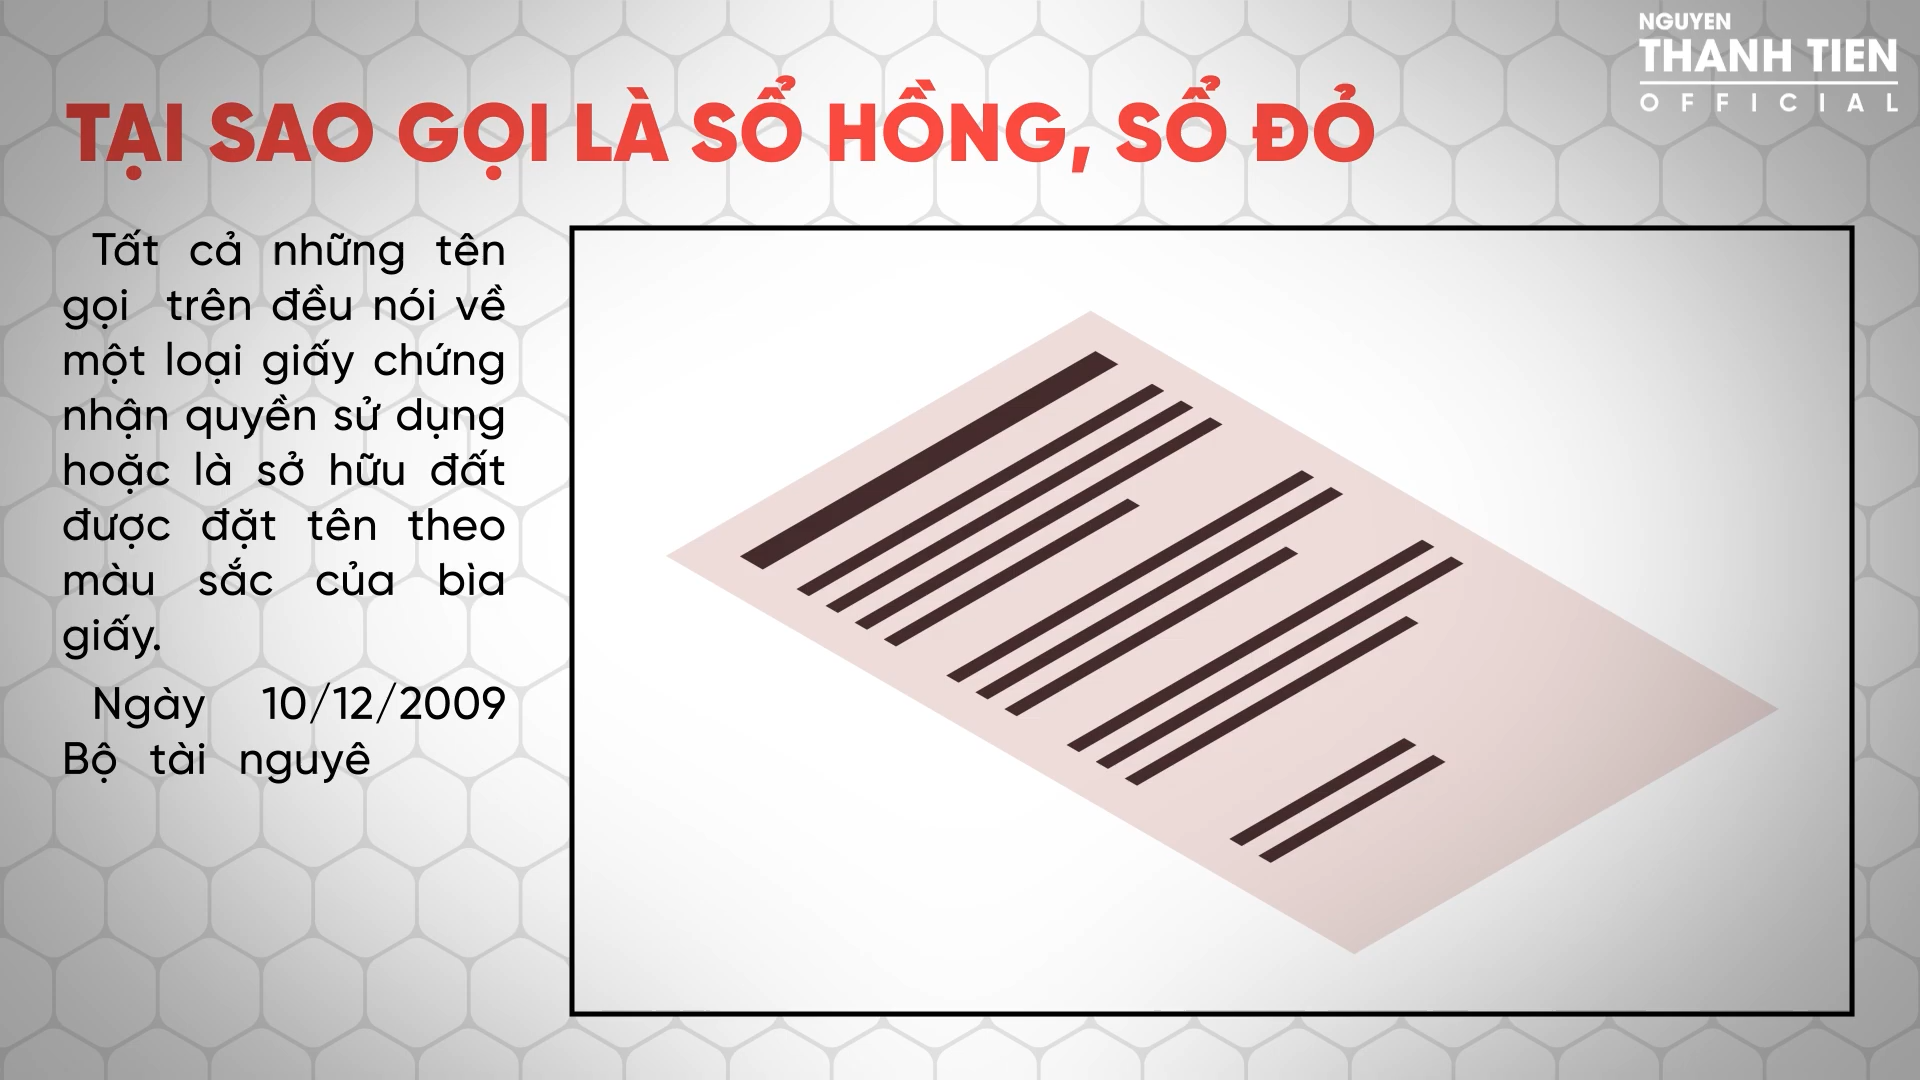 NGUYEN
THANH TIEN
OFFICIAL
TẠI SAO GỌI LÀ SỔ HỒNG, SỔ ĐỎ
Tất cả những tên
gọi trên đều nói về
một loại giấy chứng
nhận quyền sử dụng
hoặc là sở hữu đất
được đặt tên theo
màu sắc của bìa
giấy.
Ngày 10/12/2009
Bộ tài nguyê